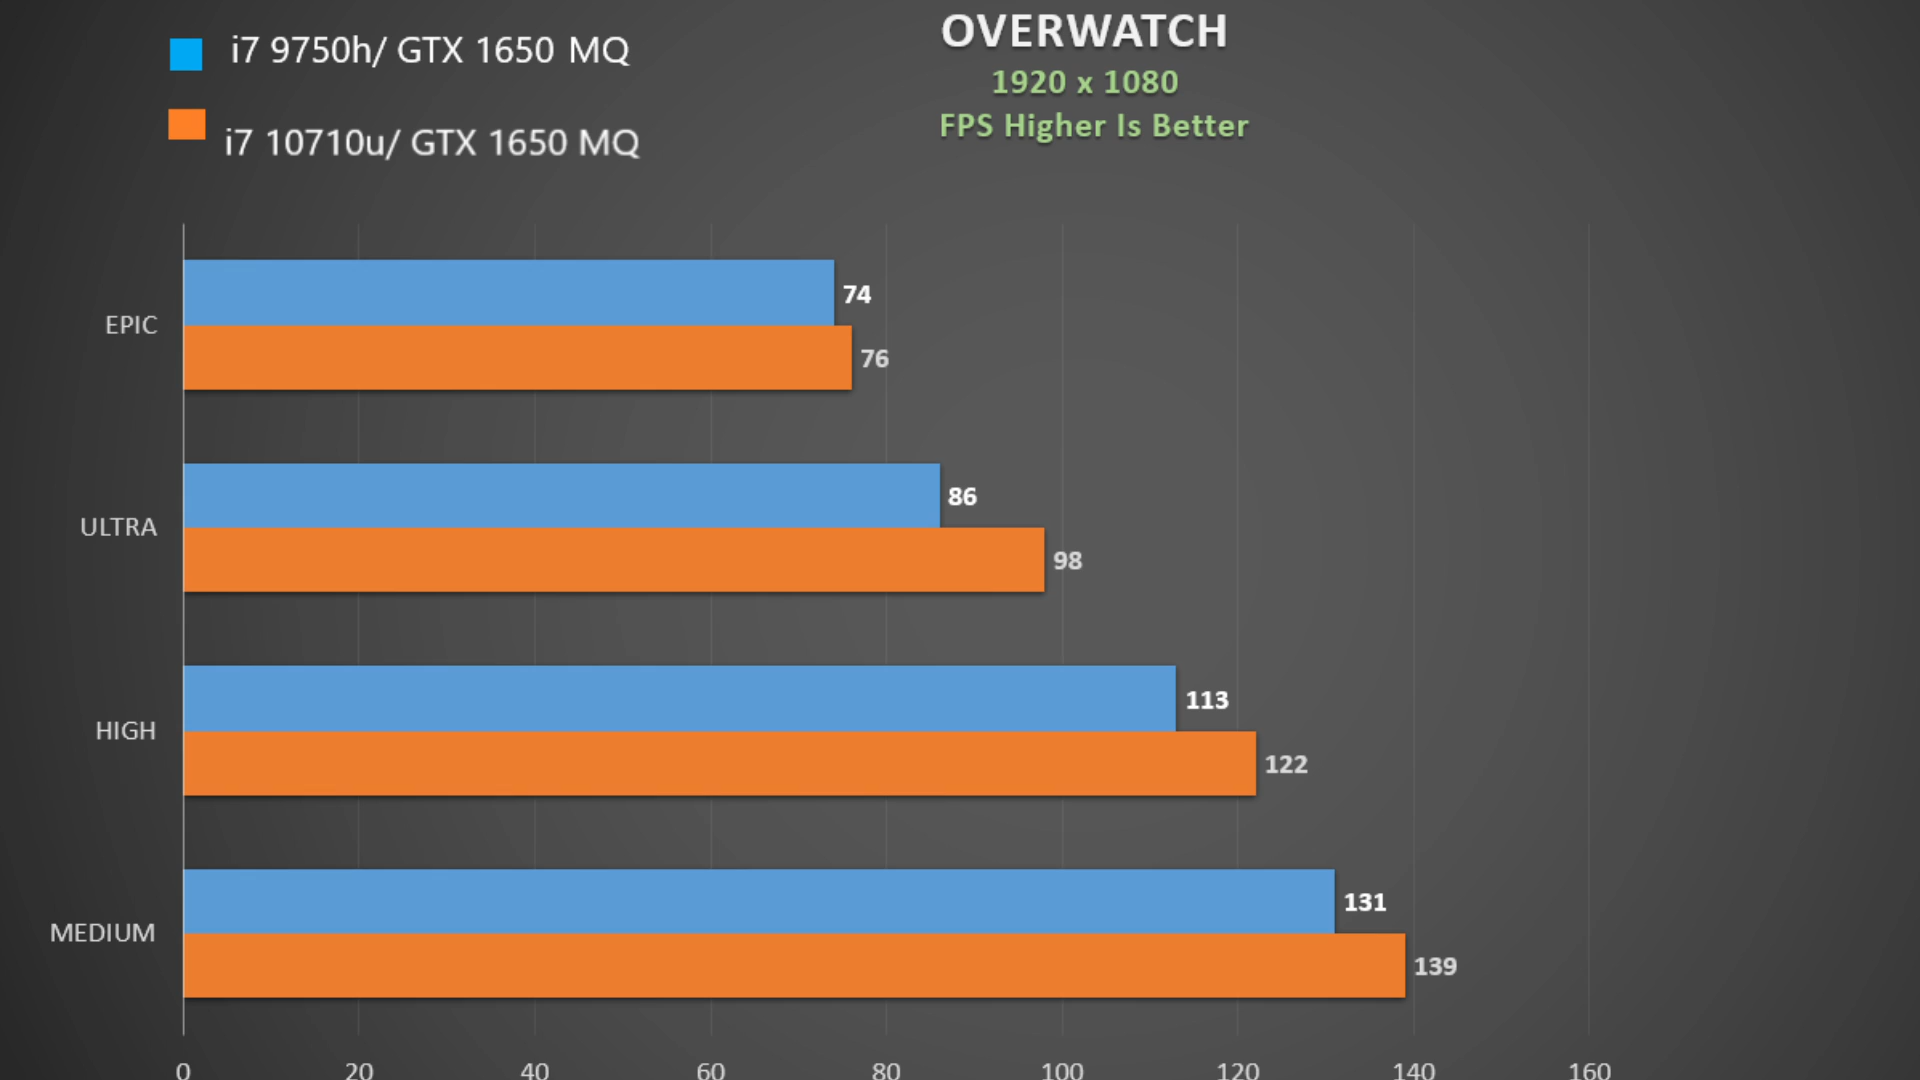 i7 9750h/ GTX 1650 MQ
i7 10710u/ GTX 1650 MQ
OVERWATCH
1920 x 1080
FPS Higher Is Better
EPIC
74
76
ULTRA
86
98
HIGH
113
122
MEDIUM
131
139
0 20 40 60 80 100 120 140 160